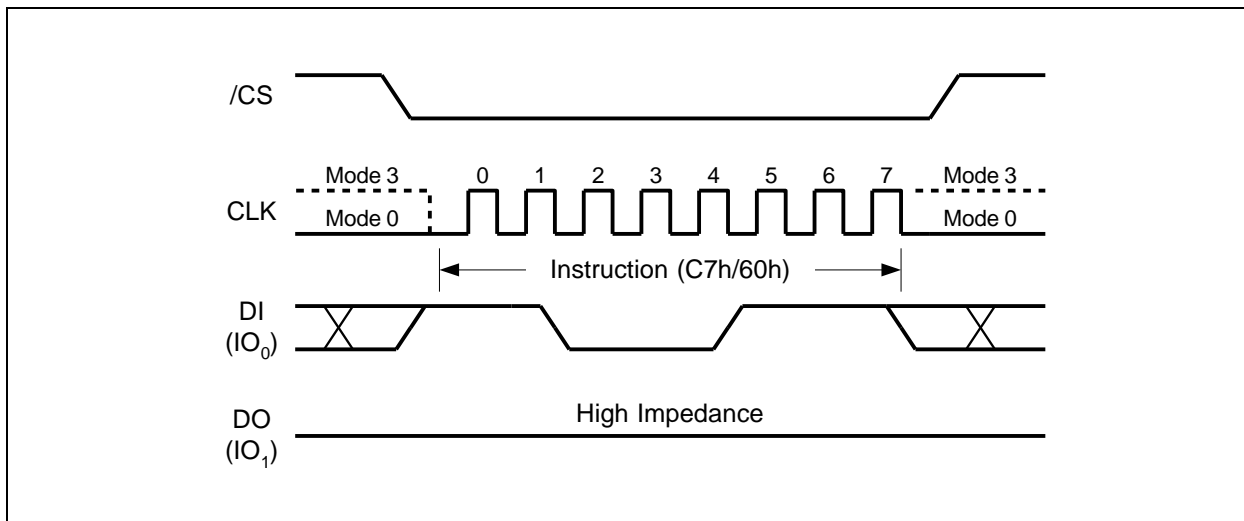 /CS
Mode 3 0 1 2 3 4 5 6 7 Mode 3
CLK
Mode 0 Mode 0
Instruction (C7h/60h)
DI
(IO0)
High Impedance
DO
(IO1)